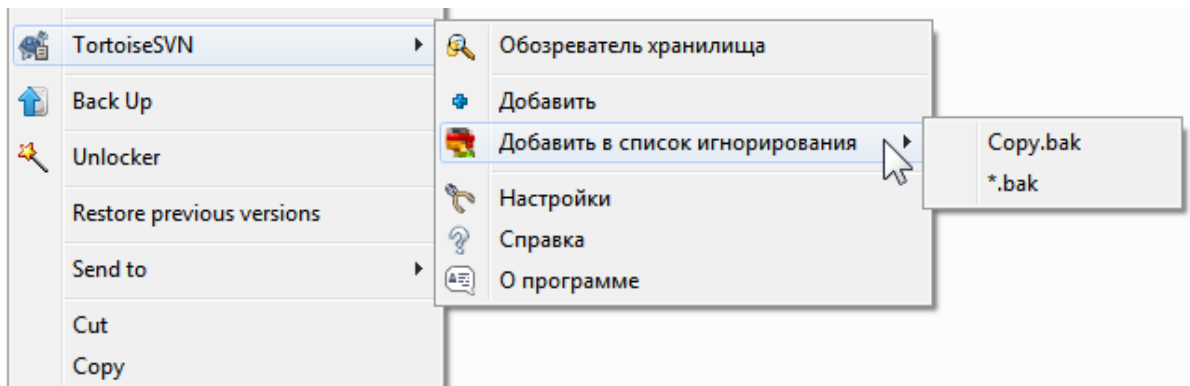 TortoiseSVN
Back Up
Unlocker
Restore previous versions
Send to
Cut
Copy
Обозреватель хранилища
Добавить
Добавить в список игнорирования
Настройки
Справка
О программе
Copy.bak
*.bak